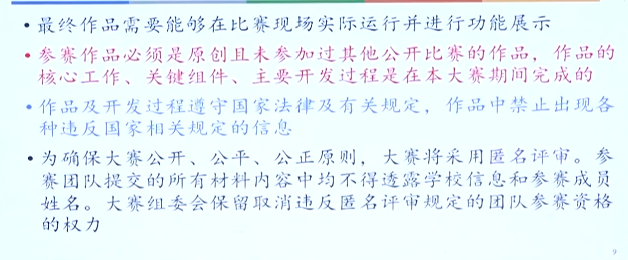 • 最终作品需要能够在比赛现场实际运行并进行功能展示
• 参赛作品必须是原创且未参加过其他公开比赛的作品，作品的
核心工作、关键组件、主要开发过程是在本大赛期间完成的
• 作品及开发过程遵守国家法律及有关规定，作品中禁止出现各
种违反国家相关规定的信息
• 为确保大赛公开、公平、公正原则，大赛将采用匿名评审。参
赛团队提交的所有材料内容中均不得透露学校信息和参赛成员
姓名。大赛组委会保留取消违反匿名评审规定的团队参赛资格
的权力
9